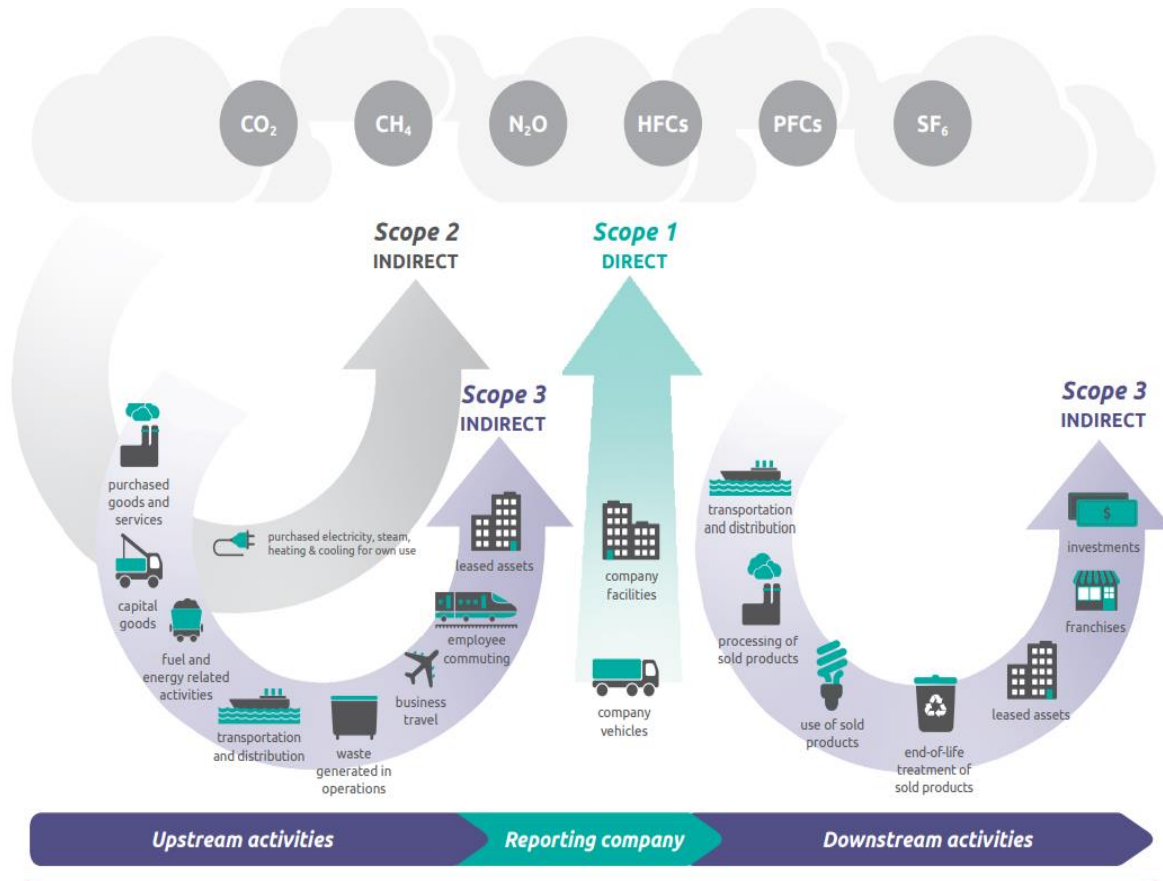 CO₂
CH₄
N₂O
HFCs
PFCs
SF₆
Scope 2
INDIRECT
Scope 1
DIRECT
Scope 3
INDIRECT
Scope 3
INDIRECT
purchased
goods and
services
capital
goods
fuel and
energy related
activities
transportation
and distribution
waste
generated in
operations
business
travel
employee
commuting
leased assets
purchased electricity, steam,
heating & cooling for own use
company
facilities
company
vehicles
transportation
and distribution
processing of
sold products
use of sold
products
end-of-life
treatment of
sold products
leased assets
franchises
investments
$
Upstream activities
Reporting company
Downstream activities